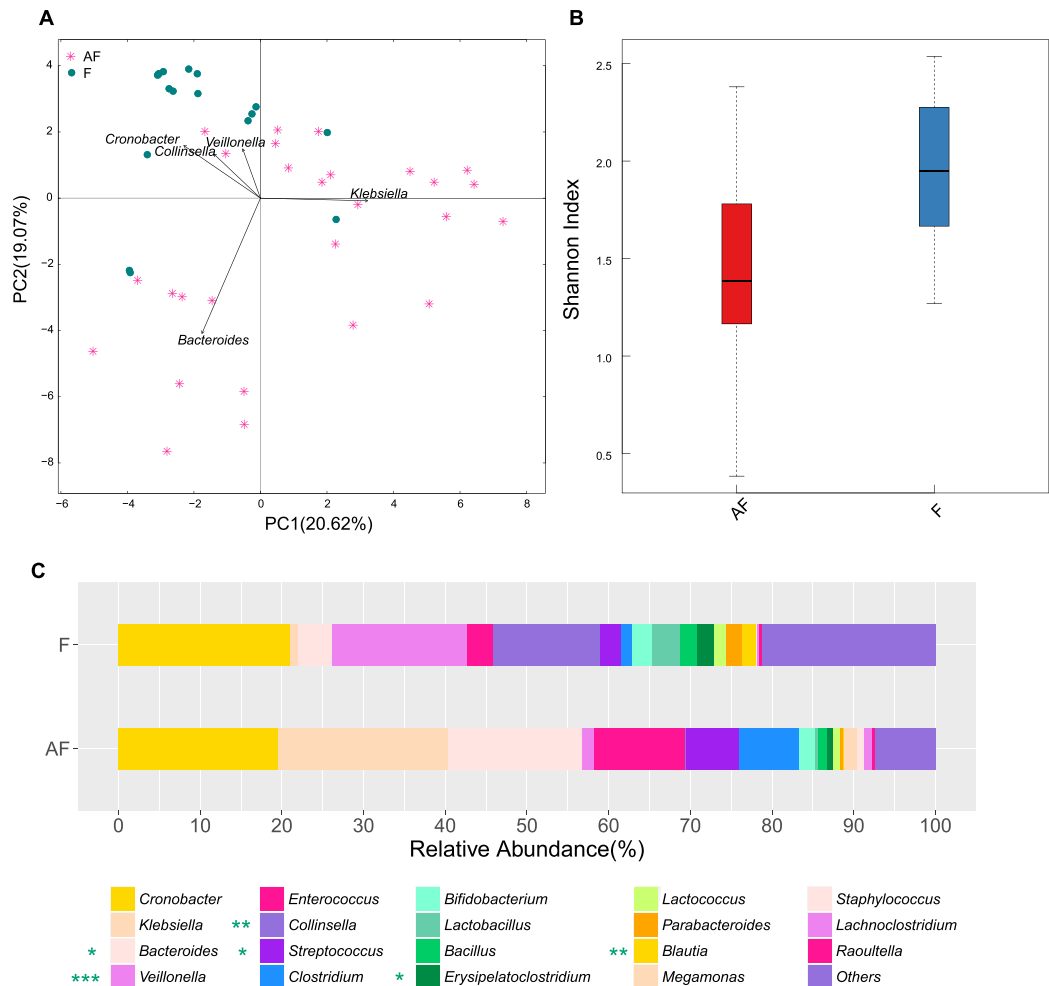 A
AF
F
4
2
0
−2
−4
−6
−8
PC2(19.07%)
Cronobacter
Collinsella
Veillonella
Klebsiella
Bacteroides
−6 −4 −2 0 2 4 6 8
PC1(20.62%)
B
2.5
2.0
1.5
1.0
0.5
Shannon Index
AF F
C
F
AF
0 10 20 30 40 50 60 70 80 90 100
Relative Abundance(%)
Cronobacter Enterococcus Bifidobacterium Lactococcus Staphylococcus
Klebsiella ** Collinsella Lactobacillus Parabacteroides Lachnoclostridium
* Bacteroides * Streptococcus Bacillus ** Blautia Raoultella
*** Veillonella Clostridium * Erysipelatoclostridium Megamonas Others